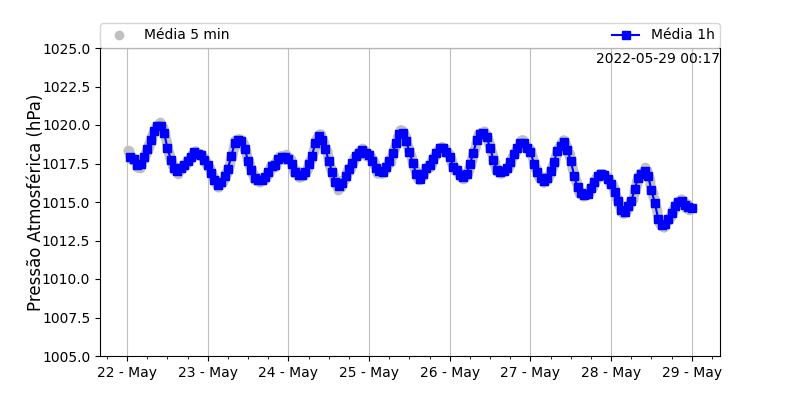 Média 5 min
Média 1h
2022-05-29 00:17
Pressão Atmosférica (hPa)
1025.0
1022.5
1020.0
1017.5
1015.0
1012.5
1010.0
1007.5
1005.0
22 - May
23 - May
24 - May
25 - May
26 - May
27 - May
28 - May
29 - May